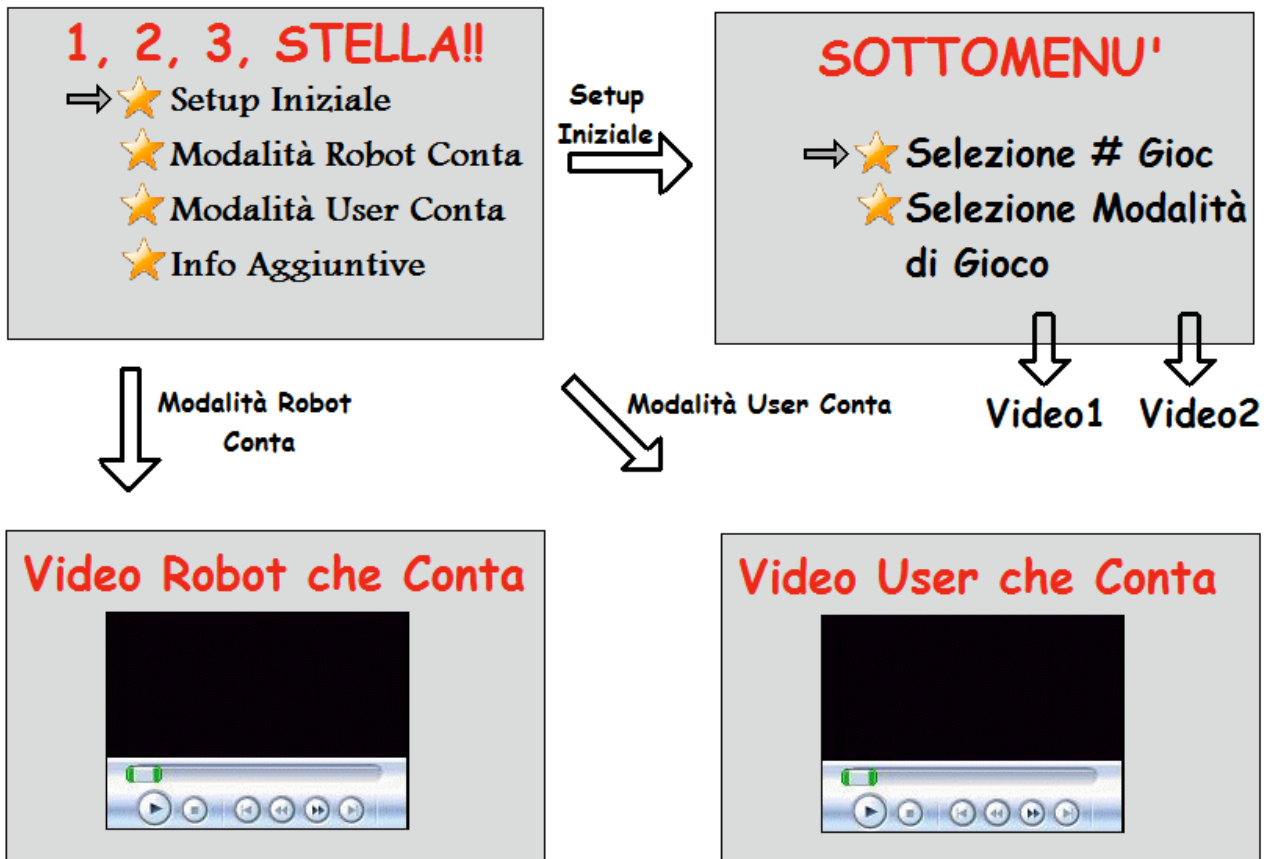 1, 2, 3, STELLA!!
Setup Iniziale
Modalità Robot Conta
Modalità User Conta
Info Aggiuntive
Setup
Iniziale
SOTTOMENU'
Selezione # Gioc
Selezione Modalità
di Gioco
Modalità Robot
Conta
Modalità User Conta
Video1
Video2
Video Robot che Conta
Video User che Conta